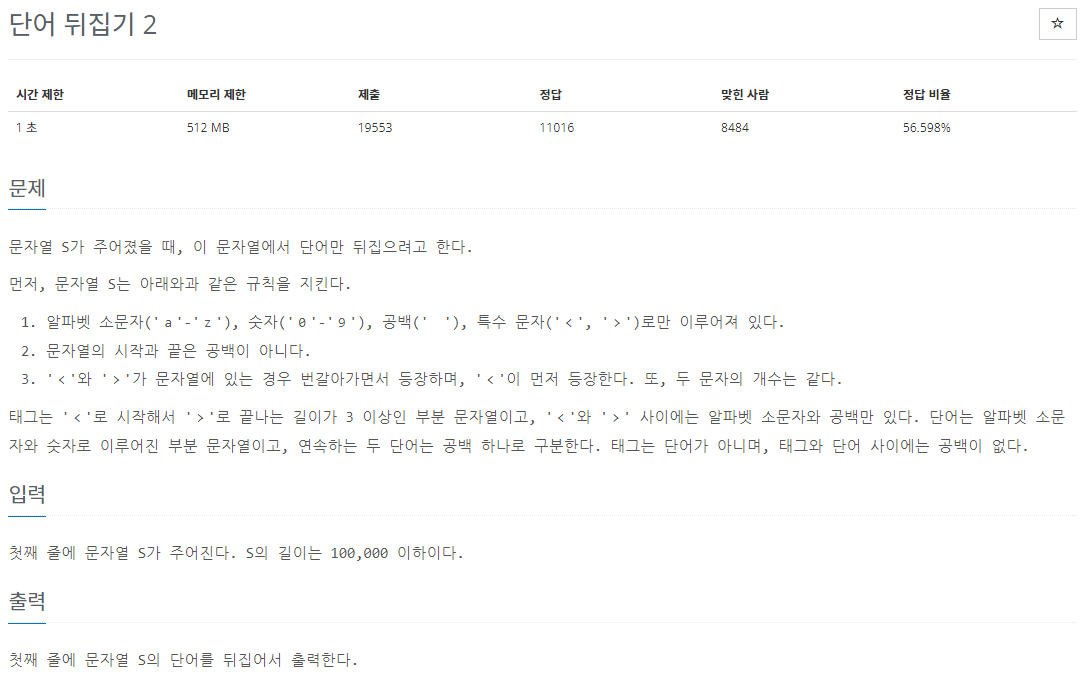 단어 뒤집기 2
☆
시간 제한 메모리 제한 제출 정답 맞힌 사람 정답 비율
1 초 512 MB 19553 11016 8484 56.598%
문제
문자열 S가 주어졌을 때, 이 문자열에서 단어만 뒤집으려고 한다.
먼저, 문자열 S는 아래와과 같은 규칙을 지킨다.
1. 알파벳 소문자('a'-'z'), 숫자('0'-'9'), 공백(' '), 특수 문자('<', '>')로만 이루어져 있다.
2. 문자열의 시작과 끝은 공백이 아니다.
3. '<'와 '>'가 문자열에 있는 경우 번갈아가면서 등장하며, '<'이 먼저 등장한다. 또, 두 문자의 개수는 같다.
태그는 '<'로 시작해서 '>'로 끝나는 길이가 3 이상인 부분 문자열이고, '<'와 '>' 사이에는 알파벳 소문자와 공백만 있다. 단어는 알파벳 소문
자와 숫자로 이루어진 부분 문자열이고, 연속하는 두 단어는 공백 하나로 구분한다. 태그는 단어가 아니며, 태그와 단어 사이에는 공백이 없다.
입력
첫째 줄에 문자열 S가 주어진다. S의 길이는 100,000 이하이다.
출력
첫째 줄에 문자열 S의 단어를 뒤집어서 출력한다.